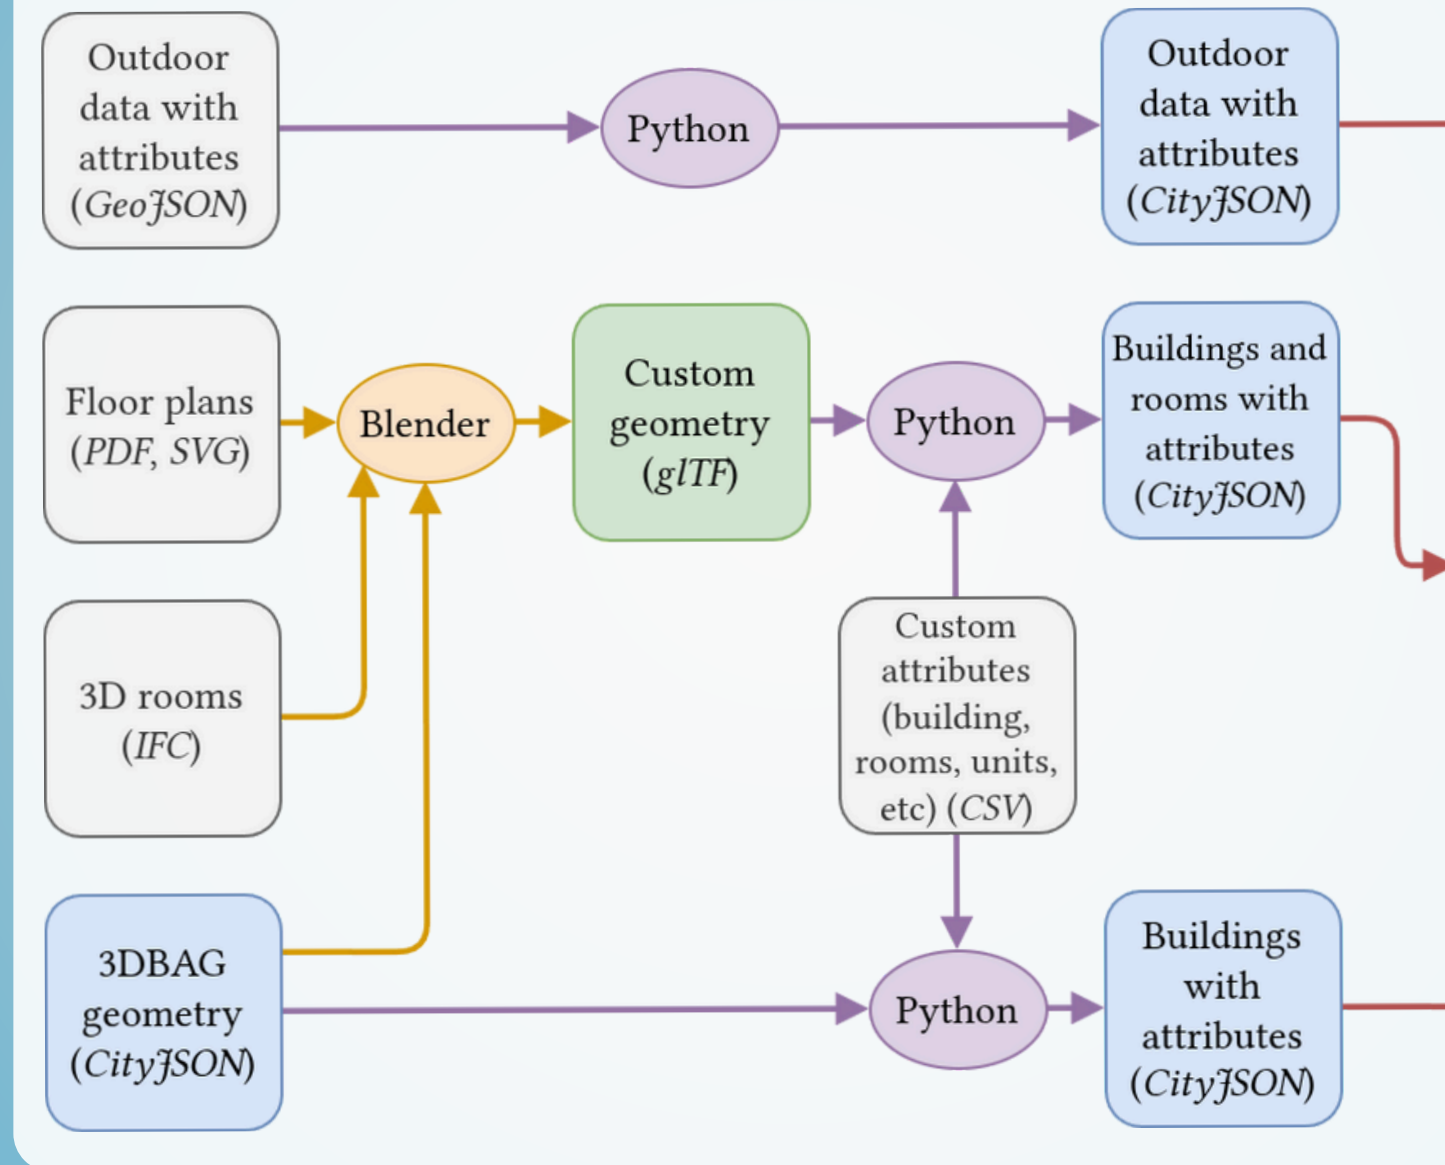 Outdoor
data with
attributes
(GeoJSON)
Python
Outdoor
data with
attributes
(CityJSON)
Floor plans
(PDF, SVG)
Blender
Custom
geometry
(glTF)
Python
Buildings and
rooms with
attributes
(CityJSON)
3D rooms
(IFC)
Custom
attributes
(building,
rooms, units,
etc) (CSV)
3DBAG
geometry
(CityJSON)
Python
Buildings
with
attributes
(CityJSON)